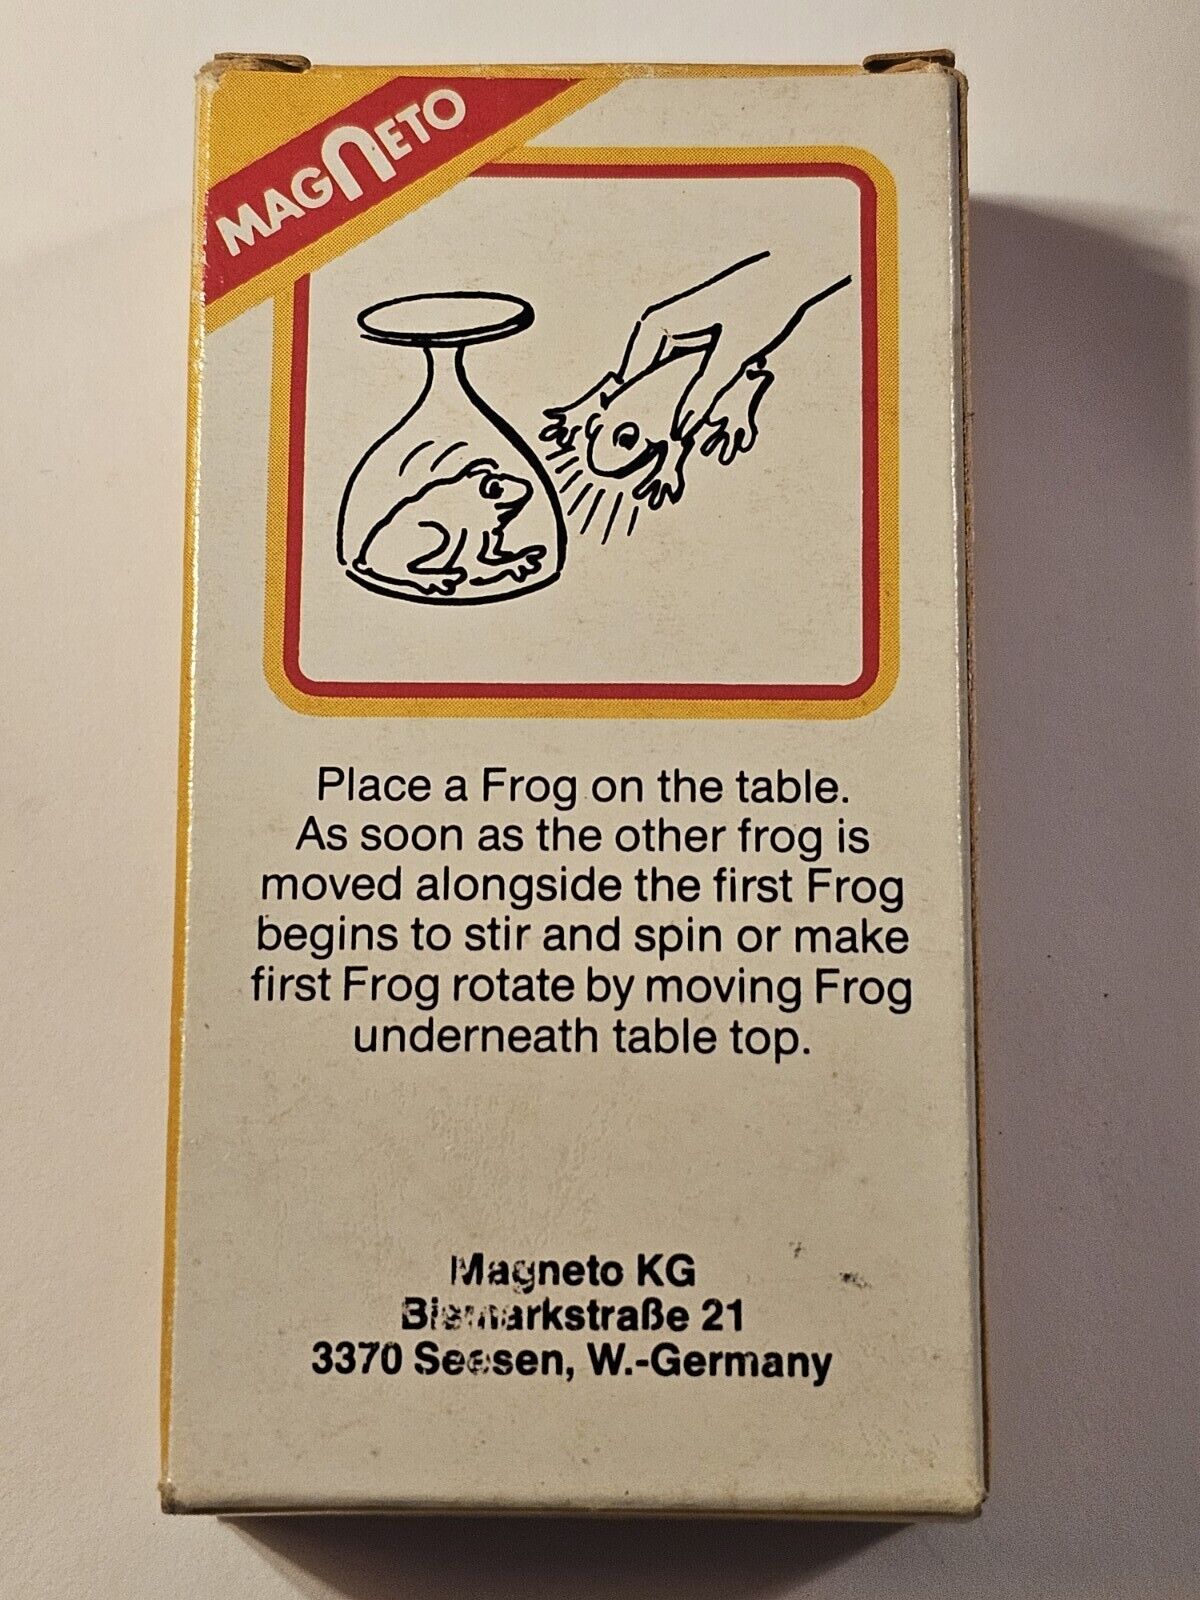 MAGNETO
Place a Frog on the table.
As soon as the other frog is
moved alongside the first Frog
begins to stir and spin or make
first Frog rotate by moving Frog
underneath table top.
Magneto KG
Bismarkstraße 21
3370 Seesen, W.-Germany